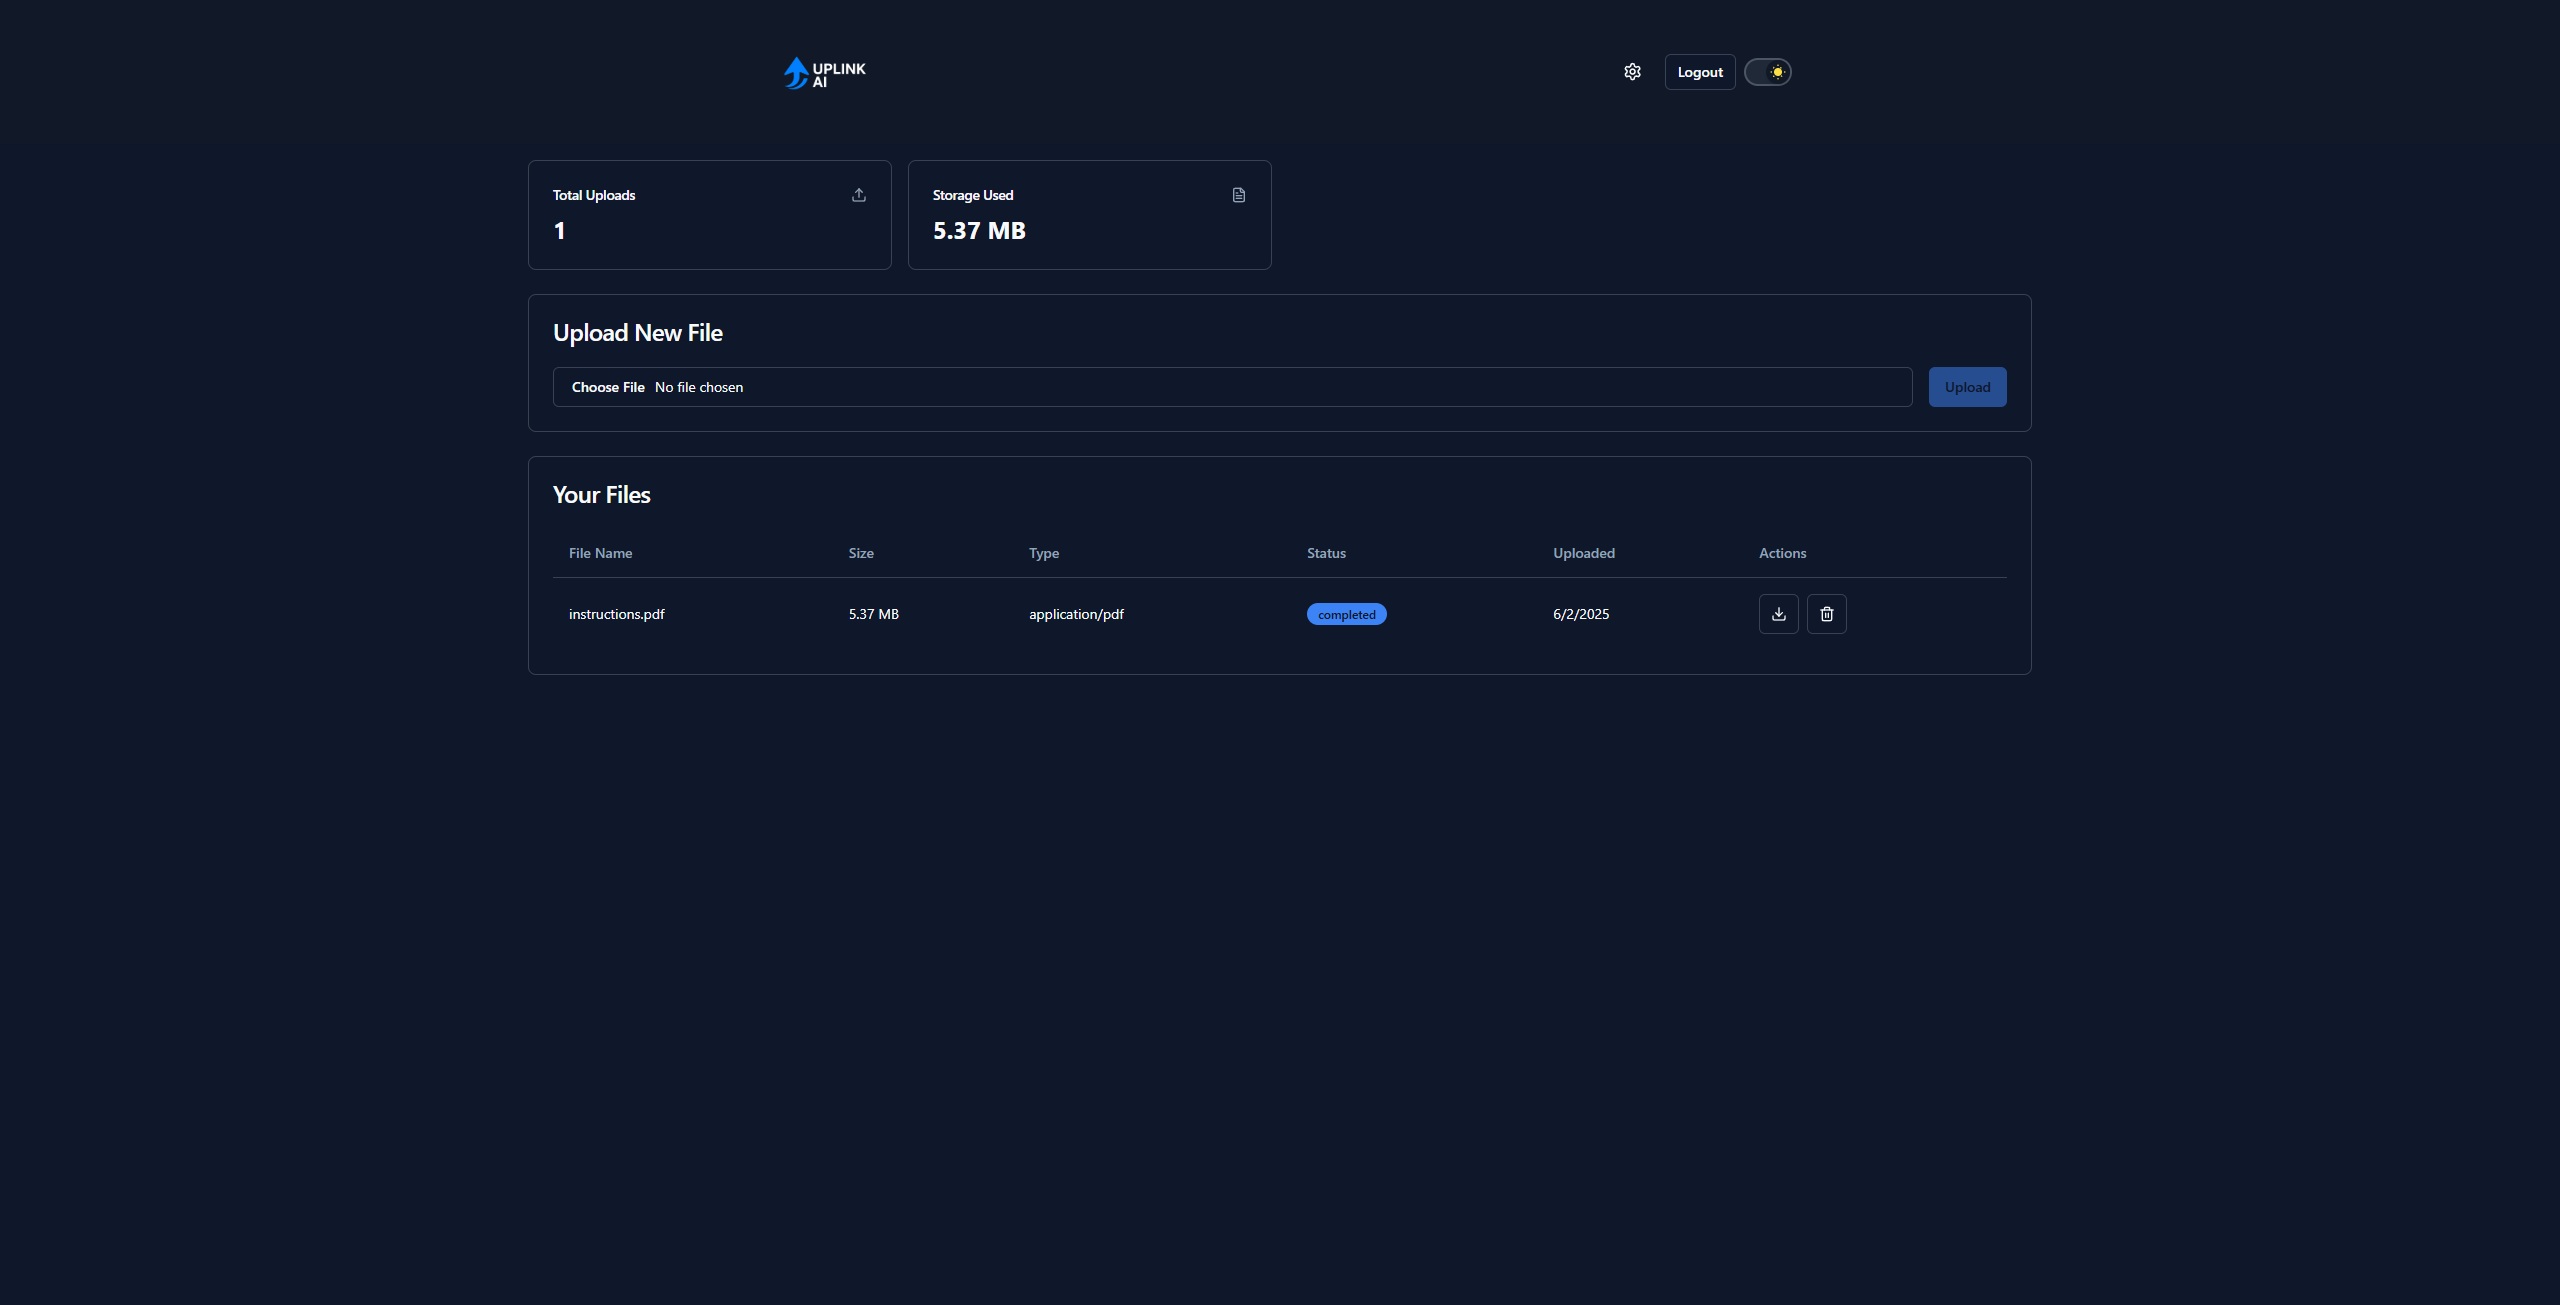 UPLINK
AI
Logout
Total Uploads
1
Storage Used
5.37 MB
Upload New File
Choose File No file chosen
Upload
Your Files
File Name Size Type Status Uploaded Actions
instructions.pdf 5.37 MB application/pdf completed 6/2/2025